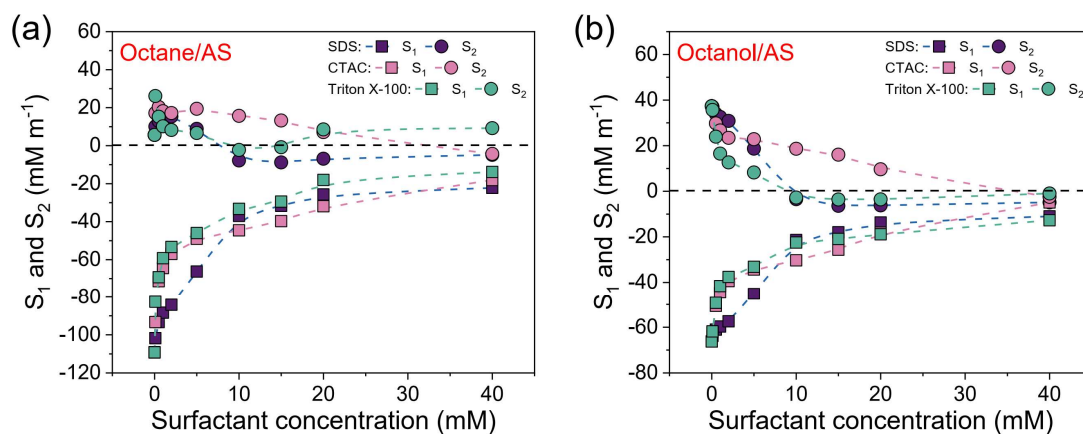 (a)
Octane/AS
SDS: S₁ S₂
CTAC: S₁ S₂
Triton X-100: S₁ S₂
60
40
20
0
-20
-40
-60
-80
-100
-120
S₁ and S₂ (mM m⁻¹)
0 10 20 30 40
Surfactant concentration (mM)
(b)
Octanol/AS
SDS: S₁ S₂
CTAC: S₁ S₂
Triton X-100: S₁ S₂
60
40
20
0
-20
-40
-60
-80
S₁ and S₂ (mM m⁻¹)
0 10 20 30 40
Surfactant concentration (mM)